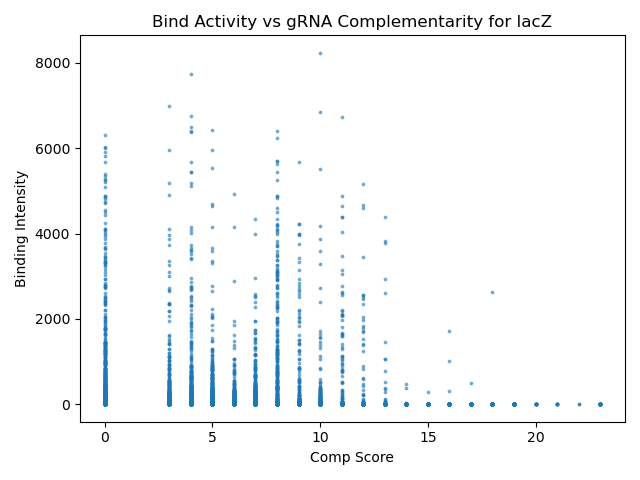 Bind Activity vs gRNA Complementarity for lacZ
8000
6000
4000
2000
0
Binding Intensity
0 5 10 15 20
Comp Score